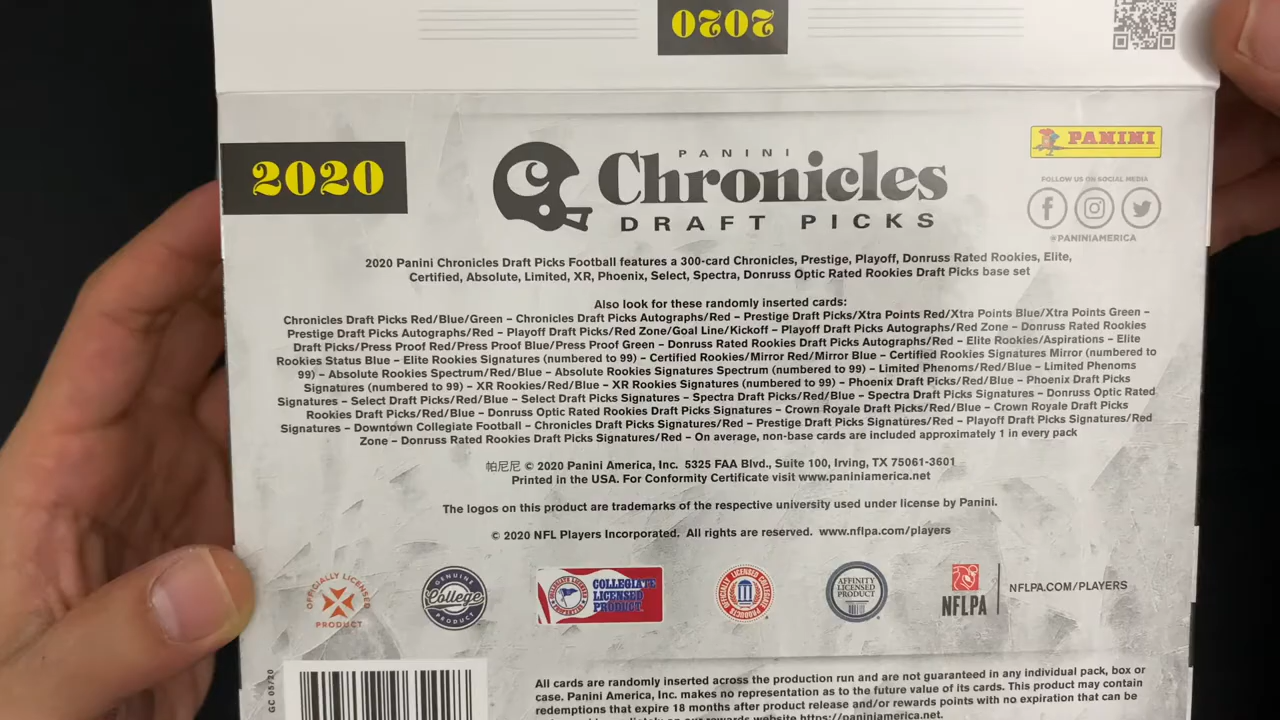 2020
2020
PANINI
Chronicles
DRAFT PICKS
PANINI
FOLLOW US ON SOCIAL MEDIA
@PANINIAMERICA
2020 Panini Chronicles Draft Picks Football features a 300-card Chronicles, Prestige, Playoff, Donruss Rated Rookies, Elite,
Certified, Absolute, Limited, XR, Phoenix, Select, Spectra, Donruss Optic Rated Rookies Draft Picks base set
Also look for these randomly inserted cards:
Chronicles Draft Picks Red/Blue/Green – Chronicles Draft Picks Autographs/Red – Prestige Draft Picks/Xtra Points Red/Xtra Points Blue/Xtra Points Green –
Prestige Draft Picks Autographs/Red – Playoff Draft Picks/Red Zone/Goal Line/Kickoff – Playoff Draft Picks Autographs/Red Zone – Donruss Rated Rookies
Draft Picks/Press Proof Red/Press Proof Blue/Press Proof Green – Donruss Rated Rookies Draft Picks Autographs/Red – Elite Rookies/Aspirations – Elite
Rookies Status Blue – Elite Rookies Signatures (numbered to 99) – Certified Rookies/Mirror Red/Mirror Blue – Certified Rookies Signatures Mirror (numbered to
99) – Absolute Rookies Spectrum/Red/Blue – Absolute Rookies Signatures Spectrum (numbered to 99) – Limited Phenoms/Red/Blue – Limited Phenoms
Signatures (numbered to 99) – XR Rookies/Red/Blue – XR Rookies Signatures (numbered to 99) – Phoenix Draft Picks/Red/Blue – Phoenix Draft Picks
Signatures – Select Draft Picks/Red/Blue – Select Draft Picks Signatures – Spectra Draft Picks/Red/Blue – Spectra Draft Picks Signatures – Donruss Optic Rated
Rookies Draft Picks/Red/Blue – Donruss Optic Rated Rookies Draft Picks Signatures – Crown Royale Draft Picks/Red/Blue – Crown Royale Draft Picks
Signatures – Downtown Collegiate Football – Chronicles Draft Picks Signatures/Red – Prestige Draft Picks Signatures/Red – Playoff Draft Picks Signatures/Red
Zone – Donruss Rated Rookies Draft Picks Signatures/Red – On average, non-base cards are included approximately 1 in every pack
帕尼尼 © 2020 Panini America, Inc. 5325 FAA Blvd., Suite 100, Irving, TX 75061-3601
Printed in the USA. For Conformity Certificate visit www.paniniamerica.net
The logos on this product are trademarks of the respective university used under license by Panini.
© 2020 NFL Players Incorporated. All rights are reserved. www.nflpa.com/players
OFFICIALLY LICENSED
PRODUCT
GENUINE
College
PRODUCT
COLLEGIATE
LICENSED
PRODUCT
OFFICIALLY LICENSED COLLEGIATE PRODUCTS
AFFINITY
LICENSED
PRODUCT
NFLPA
NFLPA.COM/PLAYERS
GC 05/20
All cards are randomly inserted across the production run and are not guaranteed in any individual pack, box or
case. Panini America, Inc. makes no representation as to the future value of its cards. This product may contain
redemptions that expire 18 months after product release and/or rewards points with no expiration that can be
rewards website https://paniniamerica.net.